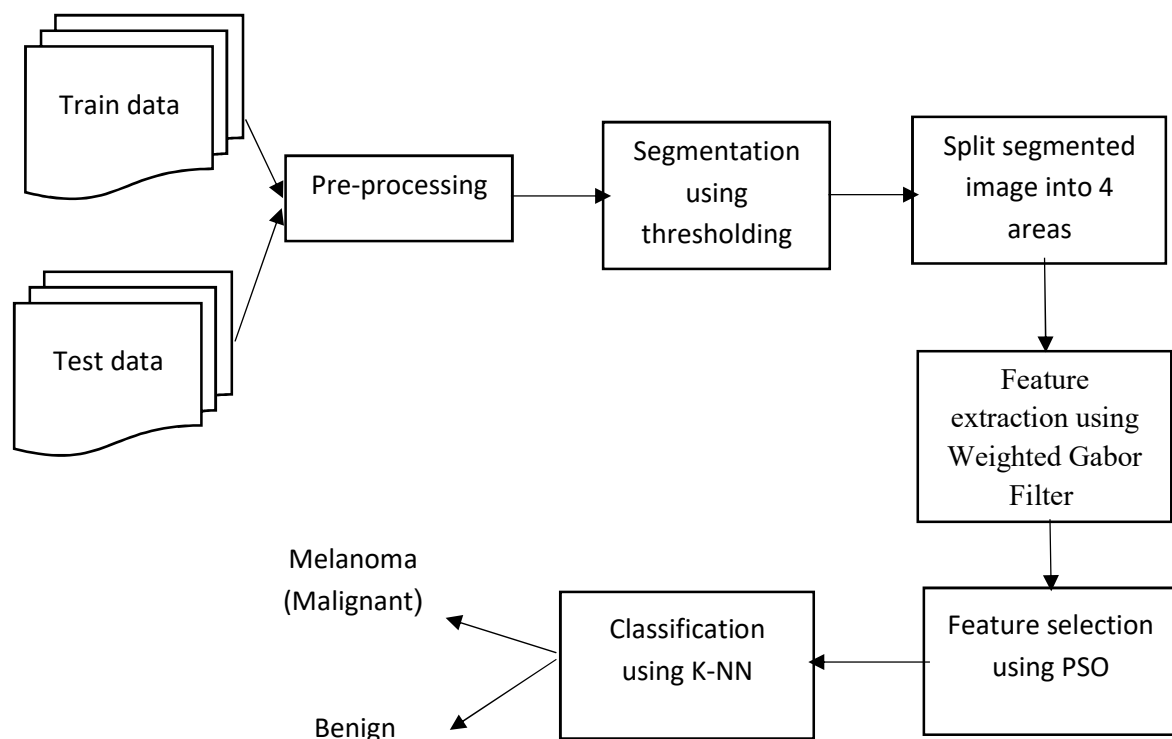 Train data
Test data
Pre-processing
Segmentation
using
thresholding
Split segmented
image into 4
areas
Feature
extraction using
Weighted Gabor
Filter
Feature selection
using PSO
Classification
using K-NN
Melanoma
(Malignant)
Benign